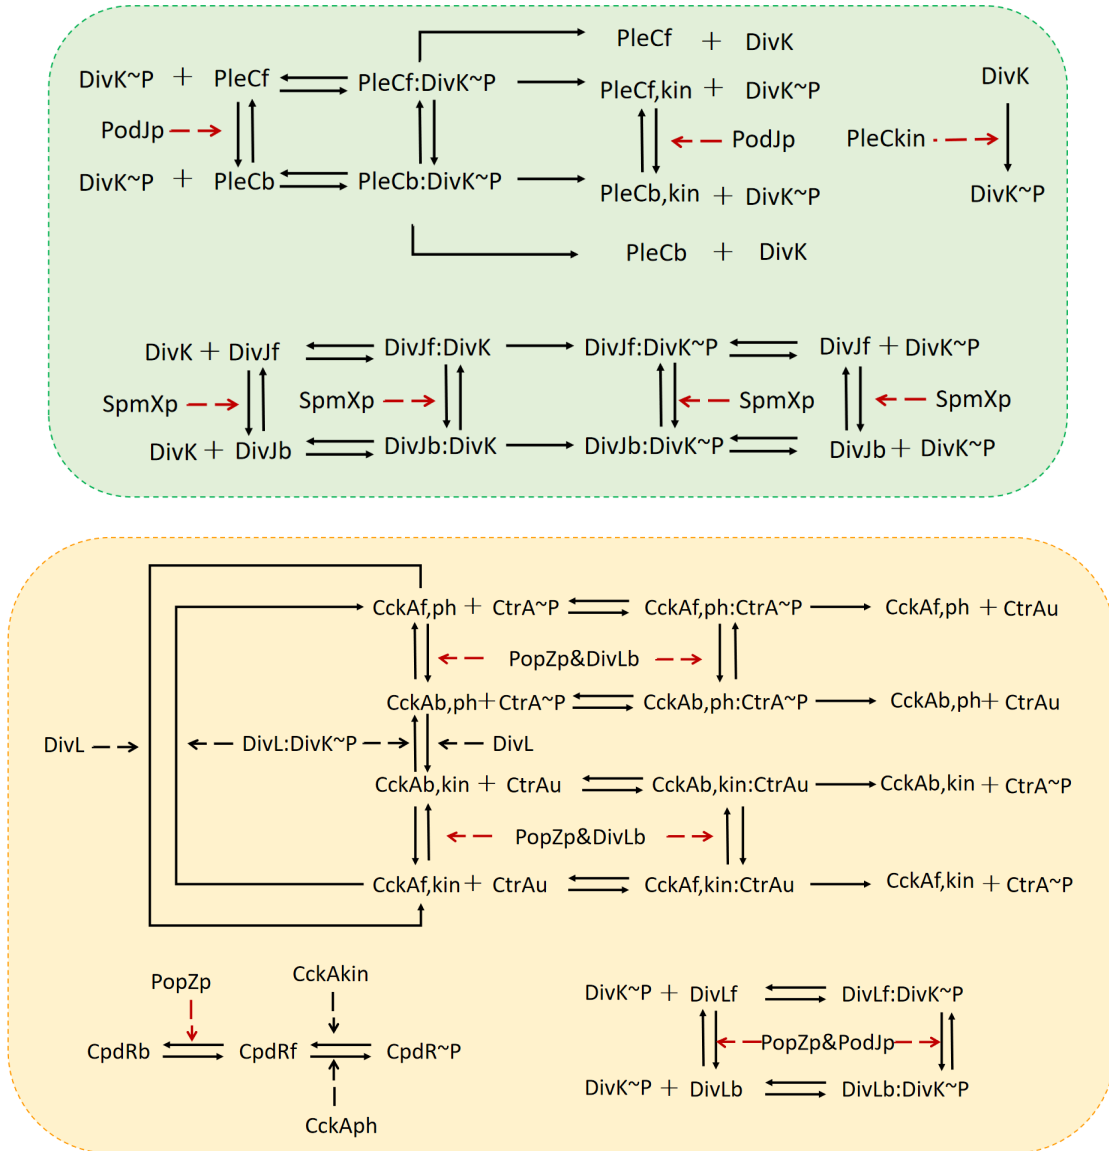 PleCf + DivK
DivK~P + PleCf PleCf:DivK~P PleCf,kin + DivK~P DivK
PodJp PodJp PleCkin
DivK~P + PleCb PleCb:DivK~P PleCb,kin + DivK~P DivK~P
PleCb + DivK
DivK + DivJf DivJf:DivK DivJf:DivK~P DivJf + DivK~P
SpmXp SpmXp SpmXp SpmXp
DivK + DivJb DivJb:DivK DivJb:DivK~P DivJb + DivK~P
CckAf,ph + CtrA~P CckAf,ph:CtrA~P CckAf,ph + CtrAu
PopZp&DivLb
CckAb,ph + CtrA~P CckAb,ph:CtrA~P CckAb,ph + CtrAu
DivL DivL:DivK~P DivL
CckAb,kin + CtrAu CckAb,kin:CtrAu CckAb,kin + CtrA~P
PopZp&DivLb
CckAf,kin + CtrAu CckAf,kin:CtrAu CckAf,kin + CtrA~P
PopZp CckAkin
CpdRb CpdRf CpdR~P
CckAph
DivK~P + DivLf DivLf:DivK~P
PopZp&PodJp
DivK~P + DivLb DivLb:DivK~P